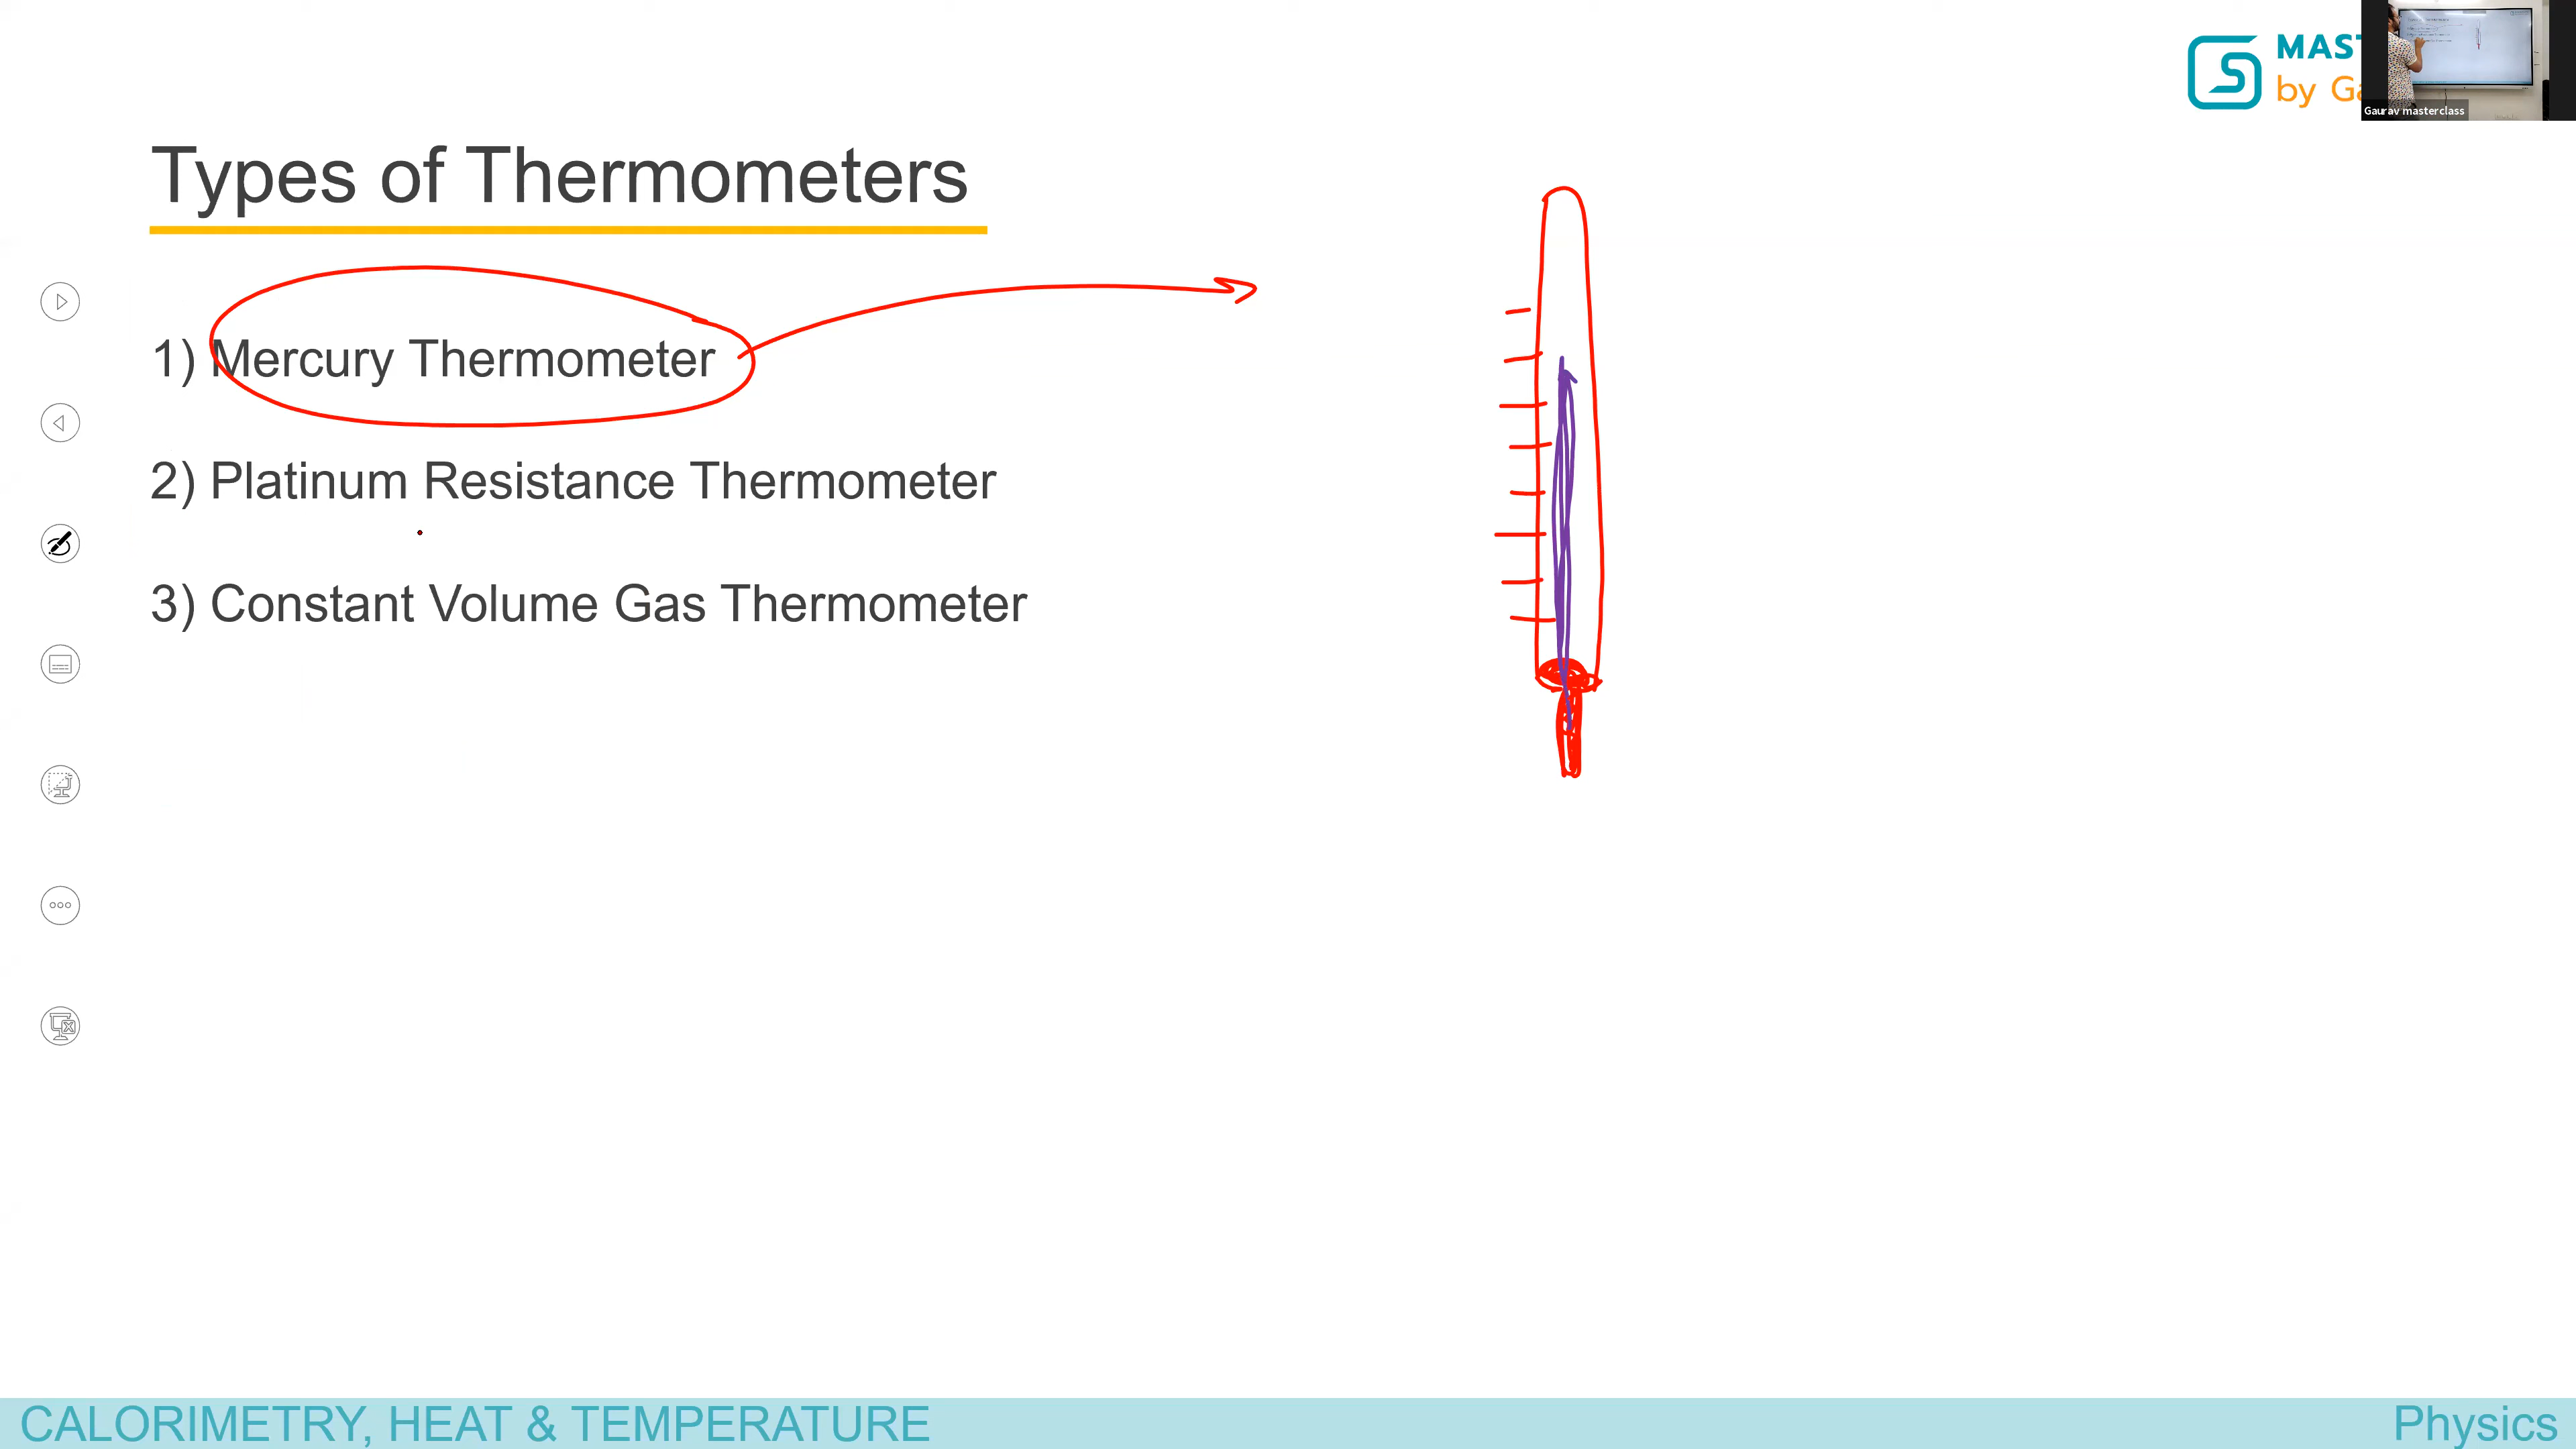 MAS
by Ga
Gaurav masterclass
Types of Thermometers
1) Mercury Thermometer
2) Platinum Resistance Thermometer
3) Constant Volume Gas Thermometer
CALORIMETRY, HEAT & TEMPERATURE
Physics